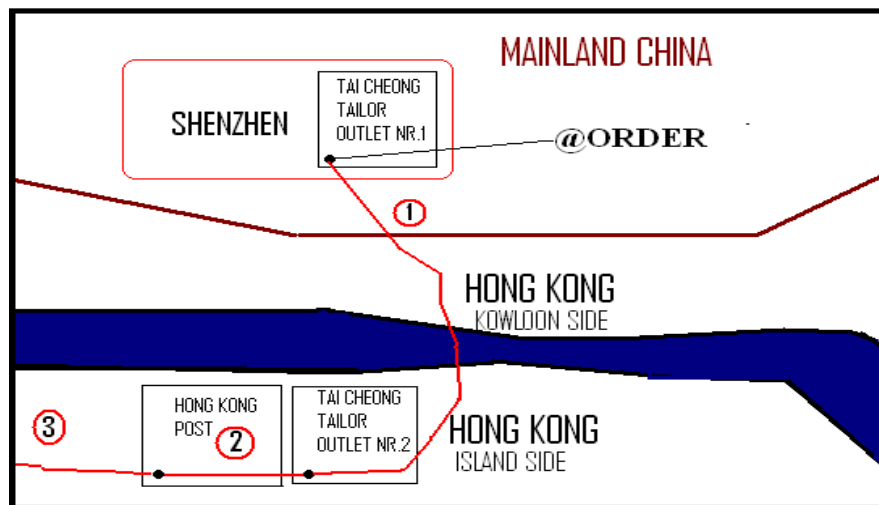 MAINLAND CHINA
TAI CHEONG
TAILOR
OUTLET NR.1
SHENZHEN
@ORDER
1
HONG KONG
KOWLOON SIDE
HONG KONG
POST
2
TAI CHEONG
TAILOR
OUTLET NR.2
3
HONG KONG
ISLAND SIDE